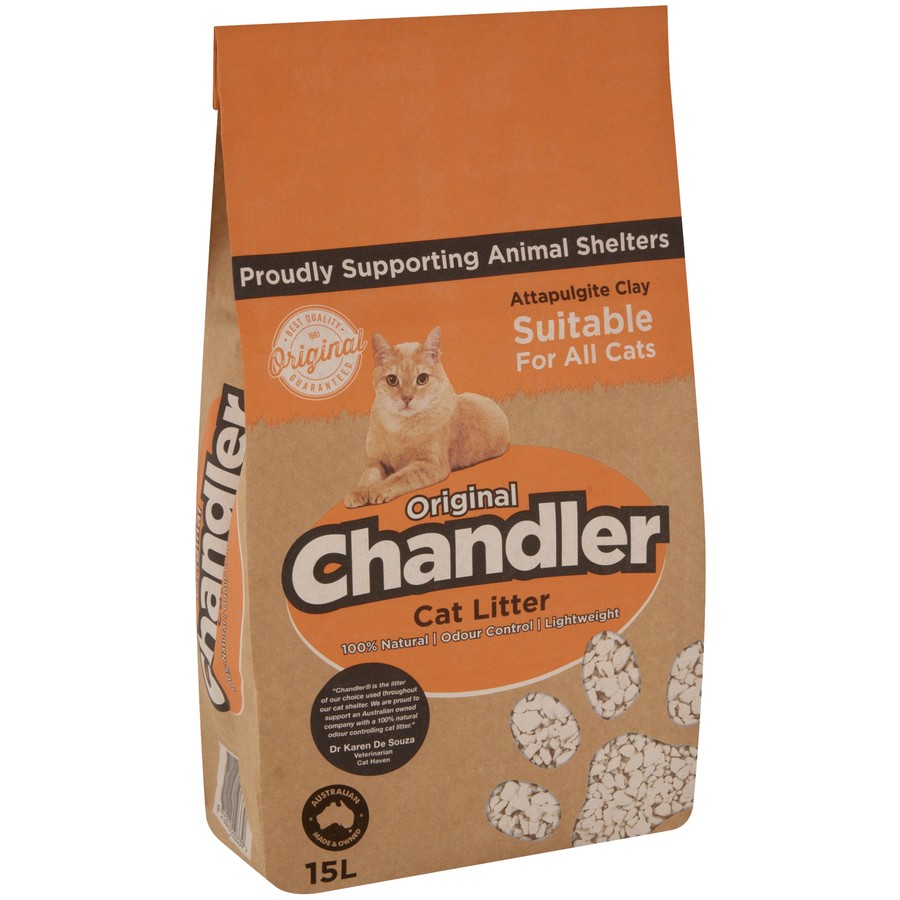 Proudly Supporting Animal Shelters
Attapulgite Clay
Suitable
For All Cats
BEST QUALITY
1991
Original
GUARANTEED
Original
Chandler
Cat Litter
100% Natural | Odour Control | Lightweight
"Chandler® is the litter
of our choice used throughout
our cat shelter. We are proud to
support an Australian owned
company with a 100% natural
odour controlling cat litter."
Dr Karen De Souza
Veterinarian
Cat Haven
AUSTRALIAN
MADE & OWNED
15L
Chandler